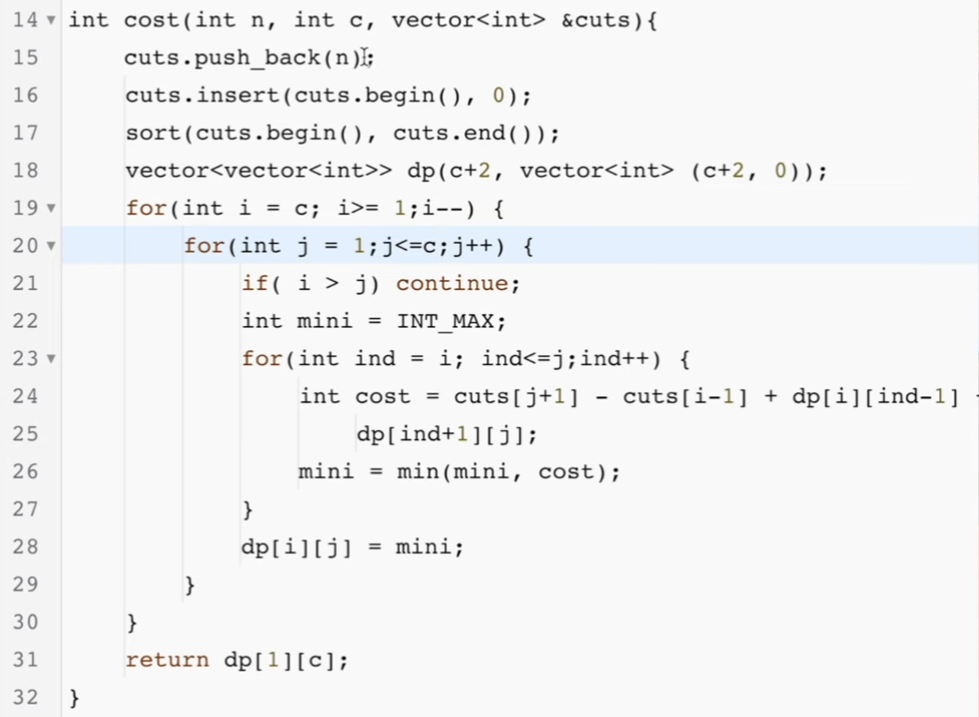 14 ▾ int cost(int n, int c, vector<int> &cuts){
15 cuts.push_back(n);
16 cuts.insert(cuts.begin(), 0);
17 sort(cuts.begin(), cuts.end());
18 vector<vector<int>> dp(c+2, vector<int> (c+2, 0));
19 ▾ for(int i = c; i>= 1;i--) {
20 ▾ for(int j = 1;j<=c;j++) {
21 if( i > j) continue;
22 int mini = INT_MAX;
23 ▾ for(int ind = i; ind<=j;ind++) {
24 int cost = cuts[j+1] - cuts[i-1] + dp[i][ind-1]
25 dp[ind+1][j];
26 mini = min(mini, cost);
27 }
28 dp[i][j] = mini;
29 }
30 }
31 return dp[1][c];
32 }